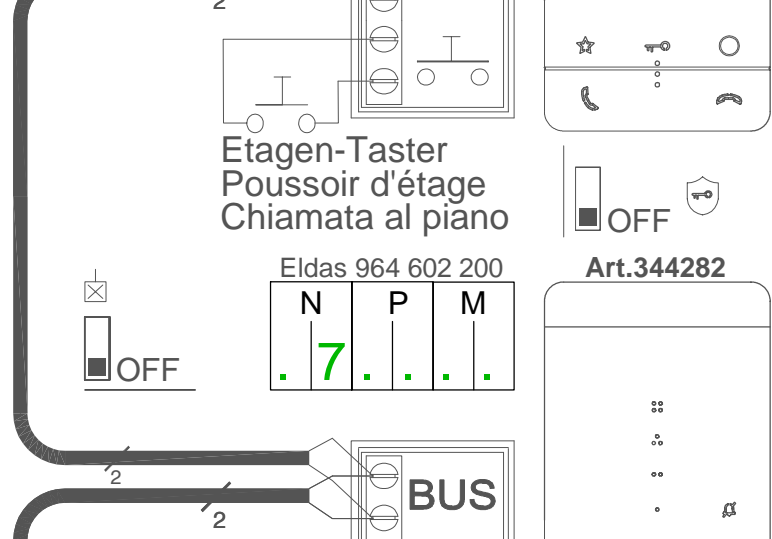 2
Etagen-Taster
Poussoir d'étage
Chiamata al piano
OFF
Eldas 964 602 200
Art.344282
N P M
. 7 . . . .
OFF
2
BUS
2